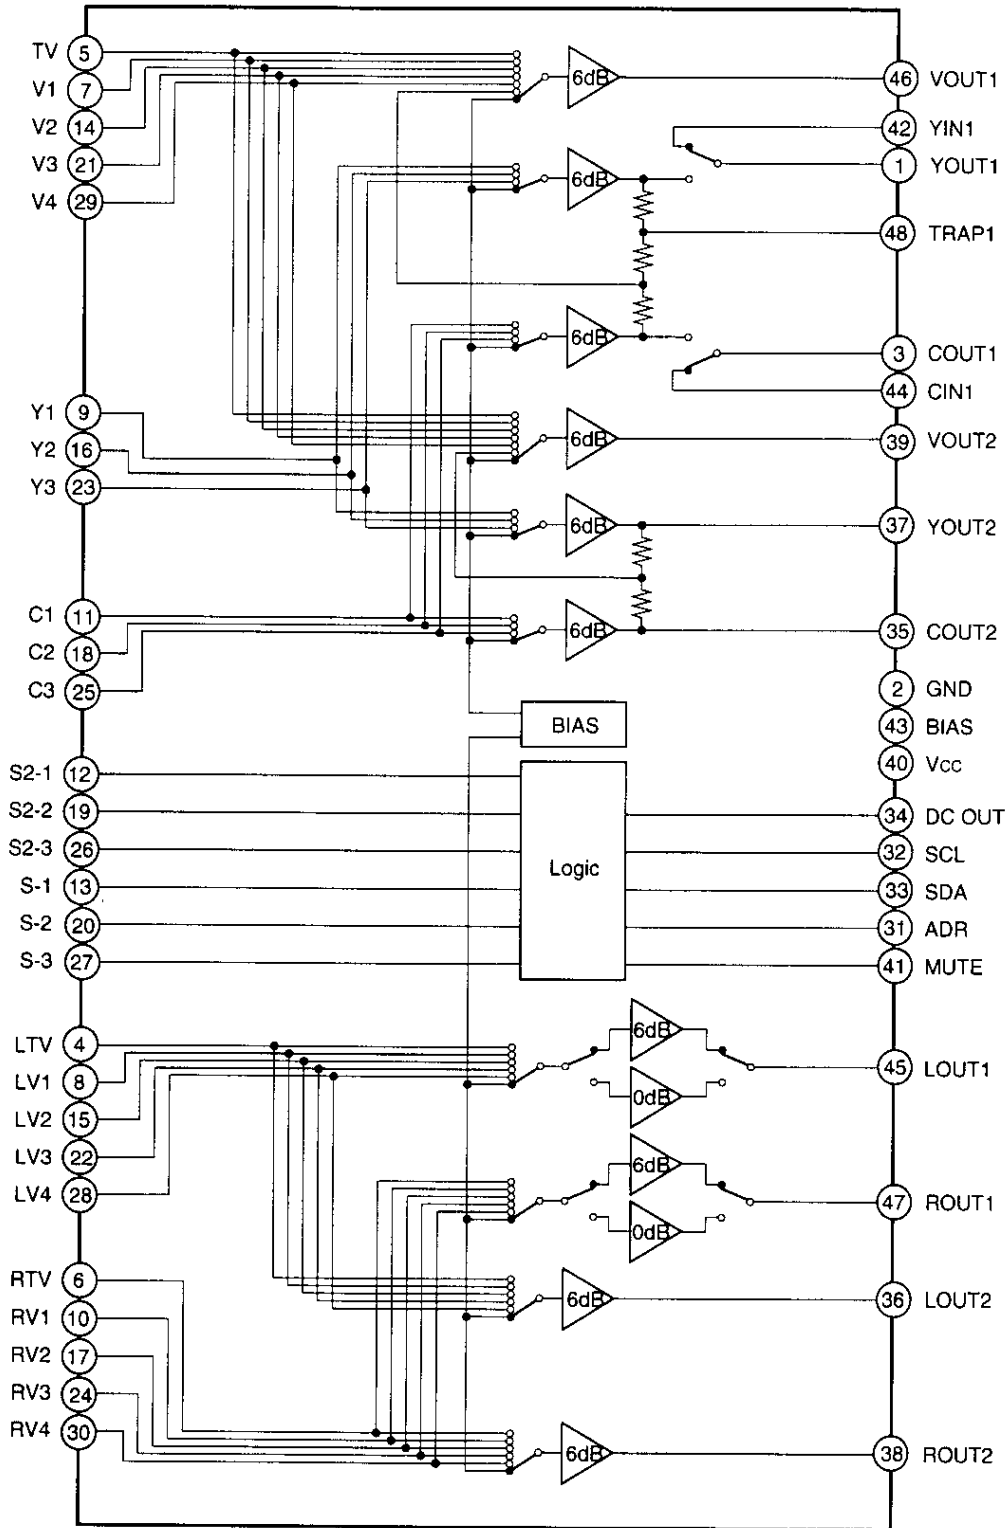 TV 5
V1 7
V2 14
V3 21
V4 29
6dB
46 VOUT1
42 YIN1
6dB
1 YOUT1
48 TRAP1
6dB
3 COUT1
44 CIN1
Y1 9
Y2 16
Y3 23
6dB
39 VOUT2
6dB
37 YOUT2
C1 11
C2 18
C3 25
6dB
35 COUT2
2 GND
BIAS
43 BIAS
40 Vcc
S2-1 12
S2-2 19
S2-3 26
S-1 13
S-2 20
S-3 27
Logic
34 DC OUT
32 SCL
33 SDA
31 ADR
41 MUTE
LTV 4
LV1 8
LV2 15
LV3 22
LV4 28
6dB
0dB
45 LOUT1
6dB
0dB
47 ROUT1
RTV 6
RV1 10
RV2 17
RV3 24
RV4 30
6dB
36 LOUT2
6dB
38 ROUT2